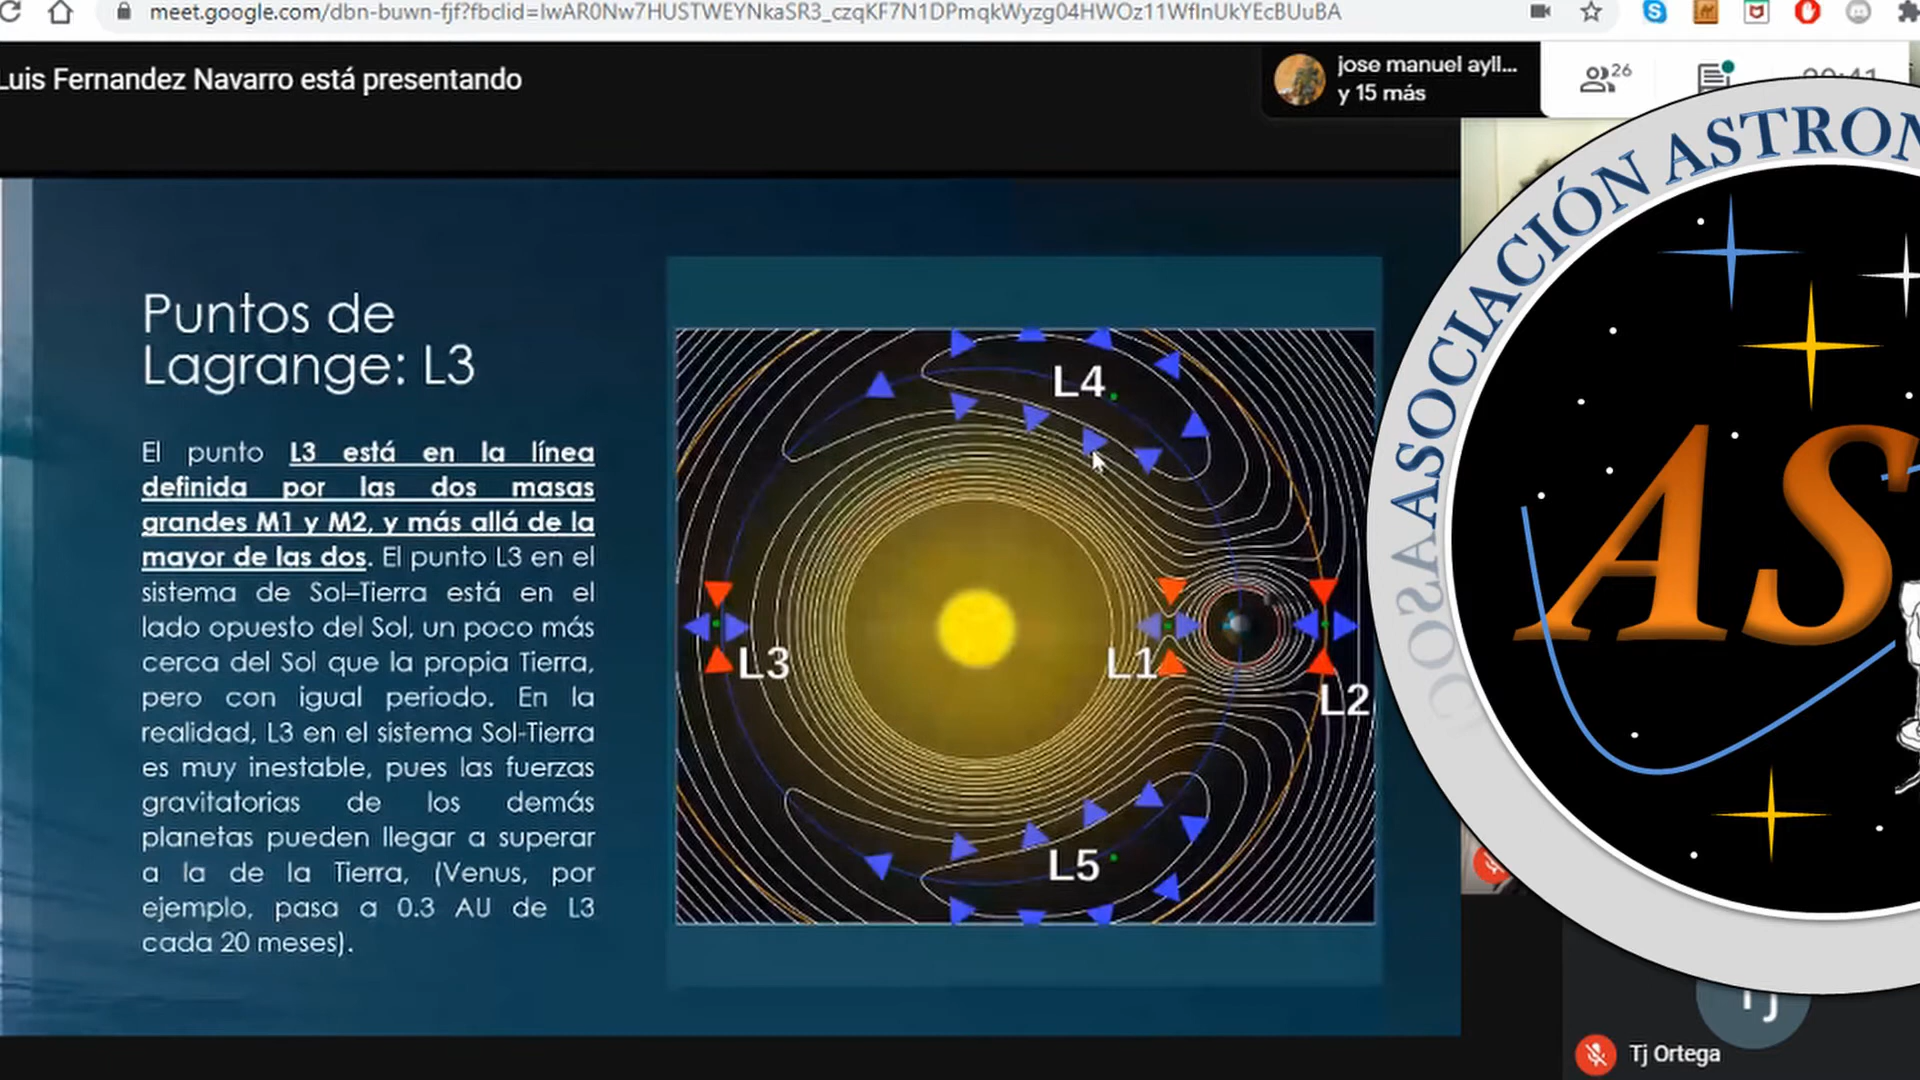 meet.google.com/dbn-buwn-fjf?fbclid=IwAR0Nw7HUSTWEYNkaSR3_czqKF7N1DPmqkWyzg04HWOz11WfInUkYEcBUuBA
Luis Fernandez Navarro está presentando
jose manuel ayll...
y 15 más
26
Puntos de
Lagrange: L3
El punto L3 está en la línea
definida por las dos masas
grandes M1 y M2, y más allá de la
mayor de las dos. El punto L3 en el
sistema de Sol–Tierra está en el
lado opuesto del Sol, un poco más
cerca del Sol que la propia Tierra,
pero con igual periodo. En la
realidad, L3 en el sistema Sol-Tierra
es muy inestable, pues las fuerzas
gravitatorias de los demás
planetas pueden llegar a superar
a la de la Tierra, (Venus, por
ejemplo, pasa a 0.3 AU de L3
cada 20 meses).
L4
L3
L1
L2
L5
ASOCIACIÓN ASTRON
AS
Tj
Tj Ortega